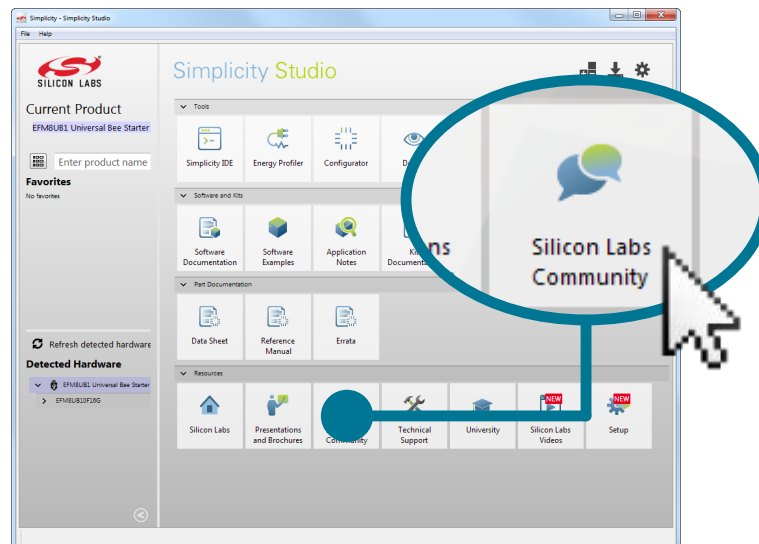 Simplicity - Simplicity Studio
File Help
SILICON LABS
Current Product
EFM8UB1 Universal Bee Starter
Enter product name
Favorites
No favorites
Refresh detected hardware
Detected Hardware
EFM8UB1 Universal Bee Starter
EFM8UB10F16G
Simplicity Studio
Tools
Simplicity IDE
Energy Profiler
Configurator
Software and Kits
Software
Documentation
Software
Examples
Application
Notes
Part Documentation
Data Sheet
Reference
Manual
Errata
Resources
Silicon Labs
Presentations
and Brochures
Community
Technical
Support
University
NEW
Silicon Labs
Videos
NEW
Setup
Silicon Labs
Community